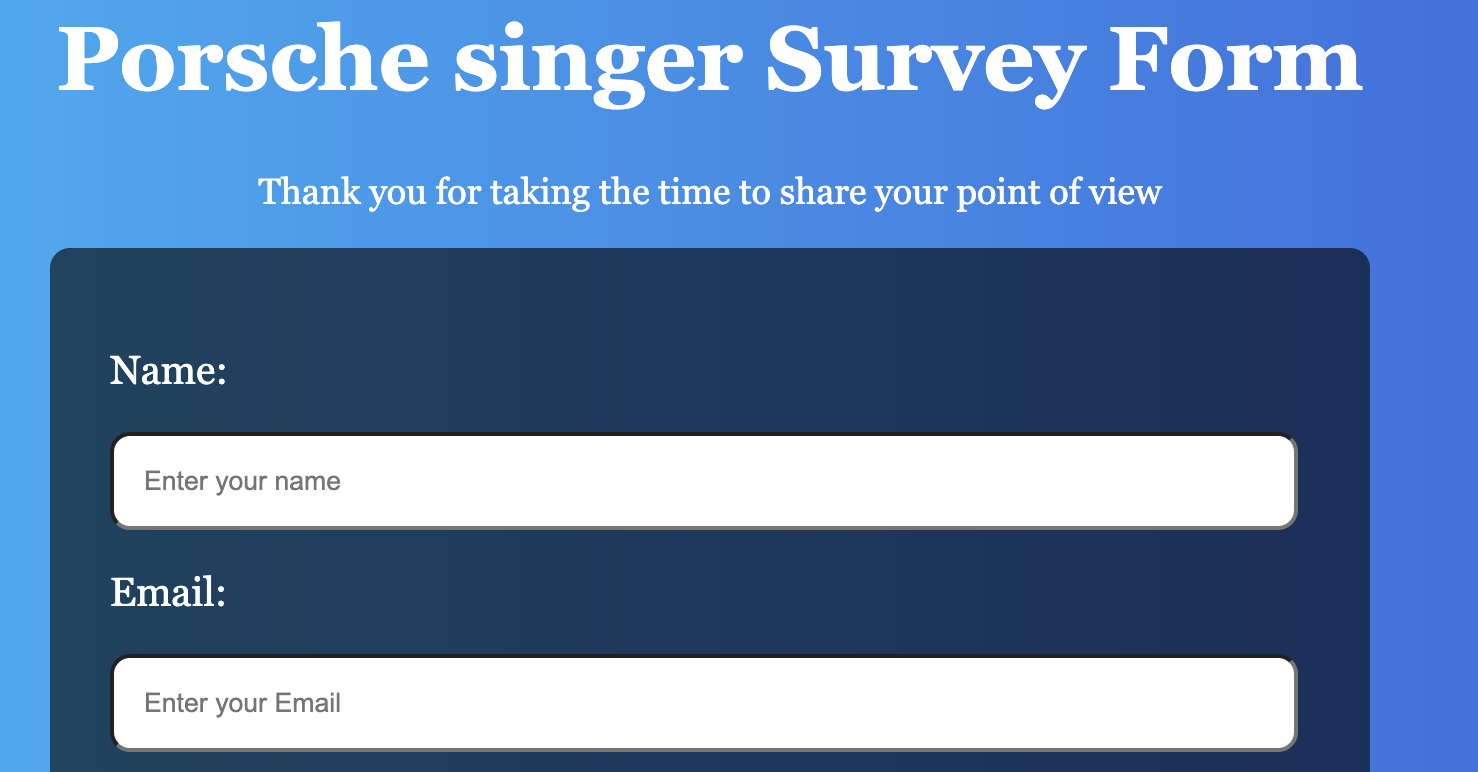 Porsche singer Survey Form
Thank you for taking the time to share your point of view
Name:
Enter your name
Email:
Enter your Email